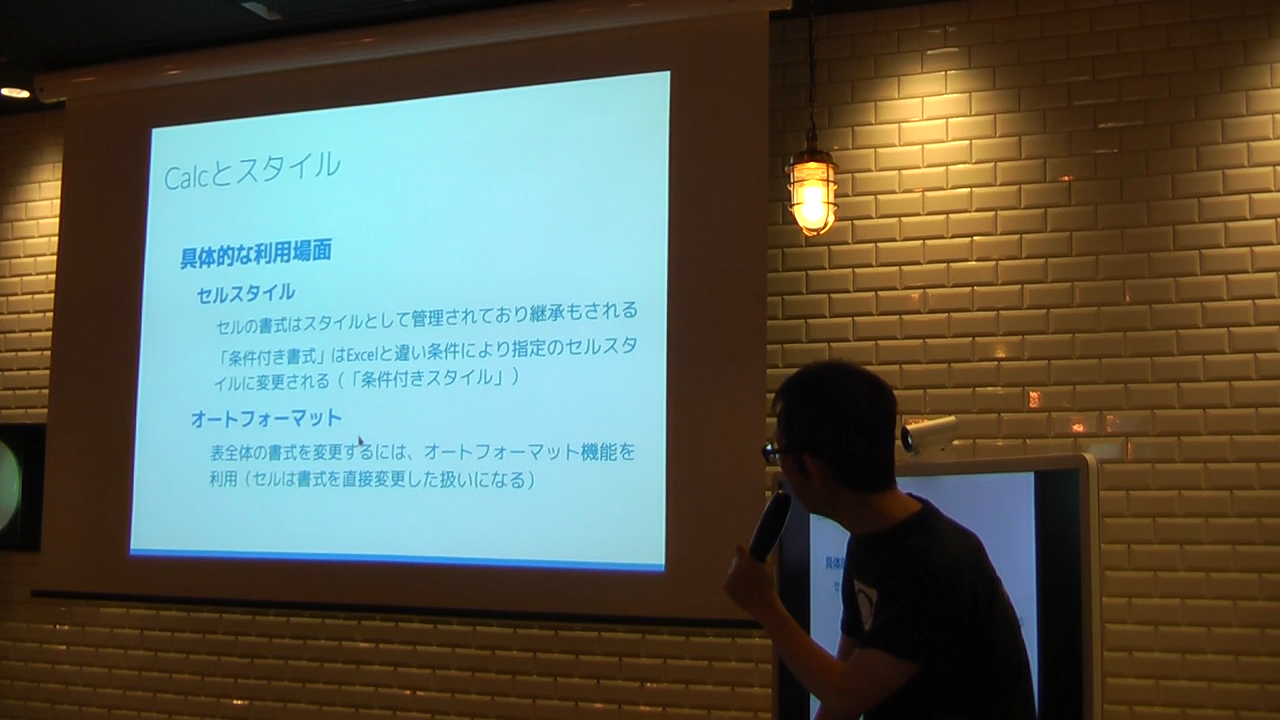 Calcとスタイル
具体的な利用場面
セルスタイル
セルの書式はスタイルとして管理されており継承もされる
「条件付き書式」はExcelと違い条件により指定のセルスタ
イルに変更される（「条件付きスタイル」）
オートフォーマット
表全体の書式を変更するには、オートフォーマット機能を
利用（セルは書式を直接変更した扱いになる）
具体